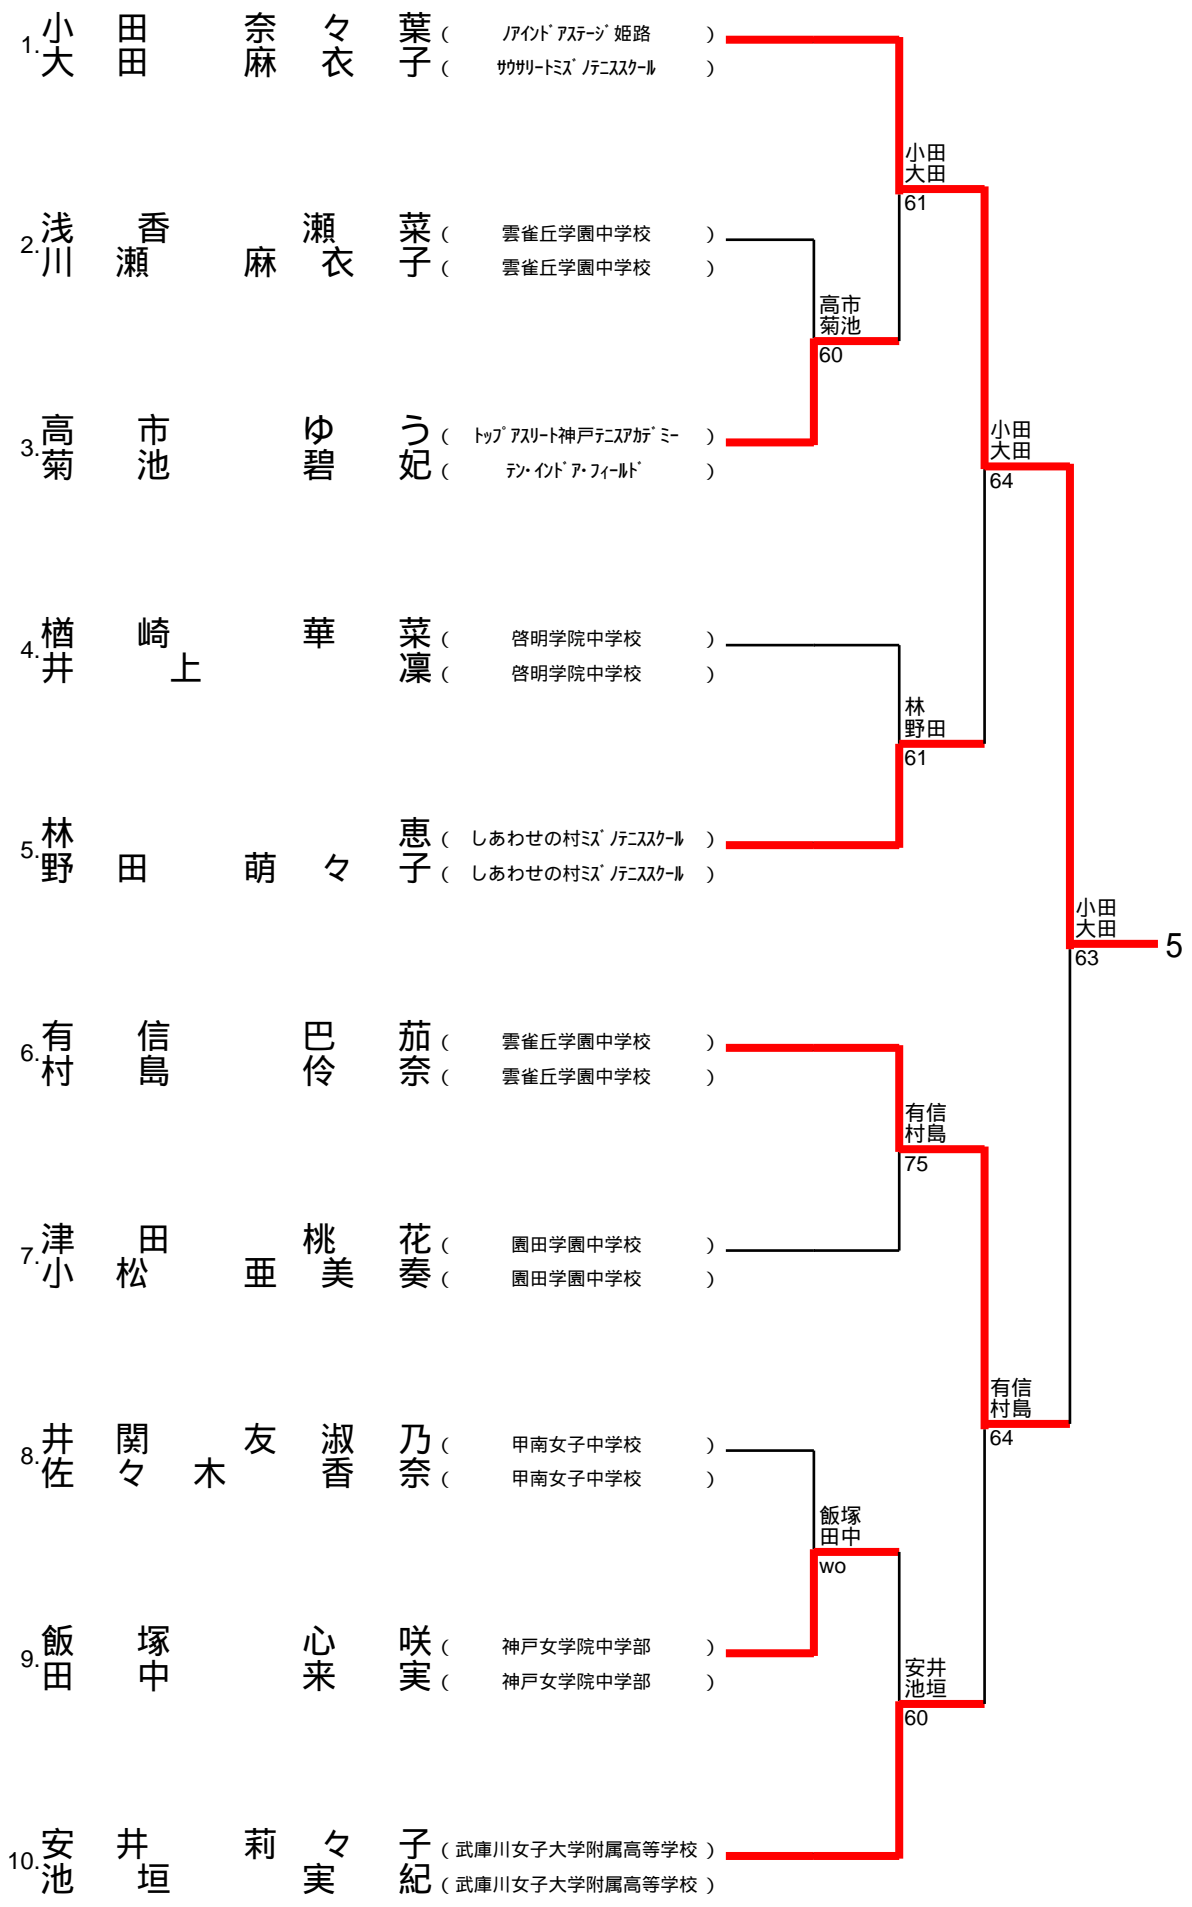 1. 小田 奈々葉 ( ノアインドアステージ姫路 )
大田 麻衣子 ( サウサリートミズノテニススクール )
小田
大田
61
2. 浅香 瀬菜 ( 雲雀丘学園中学校 )
川瀬 麻衣子 ( 雲雀丘学園中学校 )
高市
菊池
60
3. 高市 ゆう ( トップアスリート神戸テニスアカデミー )
菊池 碧妃 ( テン・インドア・フィールド )
小田
大田
64
4. 楢崎 華菜 ( 啓明学院中学校 )
井上 凜 ( 啓明学院中学校 )
林
野田
61
5. 林 恵 ( しあわせの村ミズノテニススクール )
野田 萌々子 ( しあわせの村ミズノテニススクール )
小田
大田
63
5
6. 有信 巴茄 ( 雲雀丘学園中学校 )
村島 伶奈 ( 雲雀丘学園中学校 )
有信
村島
75
7. 津田 桃花 ( 園田学園中学校 )
小松 亜美奏 ( 園田学園中学校 )
有信
村島
64
8. 井関 友淑乃 ( 甲南女子中学校 )
佐々木 香奈 ( 甲南女子中学校 )
飯塚
田中
wo
9. 飯塚 心咲 ( 神戸女学院中学部 )
田中 来実 ( 神戸女学院中学部 )
安井
池垣
60
10. 安井 莉々子 ( 武庫川女子大学附属高等学校 )
池垣 実紀 ( 武庫川女子大学附属高等学校 )